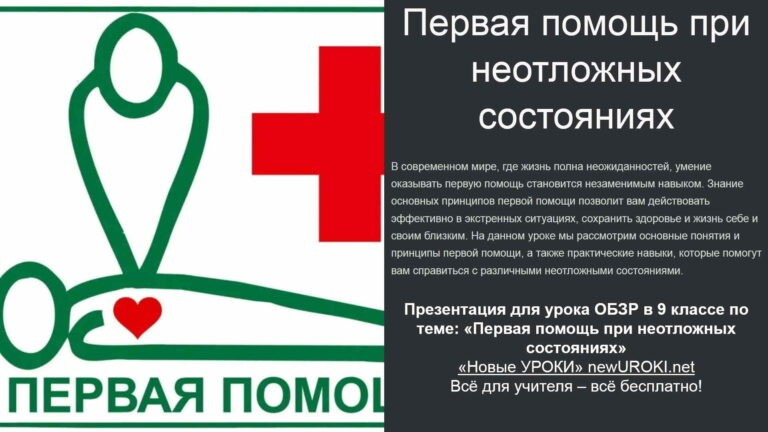 ПЕРВАЯ ПОМО
Первая помощь при
неотложных
состояниях
В современном мире, где жизнь полна неожиданностей, умение
оказывать первую помощь становится незаменимым навыком. Знание
основных принципов первой помощи позволит вам действовать
эффективно в экстренных ситуациях, сохранить здоровье и жизнь себе и
своим близким. На данном уроке мы рассмотрим основные понятия и
принципы первой помощи, а также практические навыки, которые помогут
вам справиться с различными неотложными состояниями.
Презентация для урока ОБЗР в 9 классе по
теме: «Первая помощь при неотложных
состояниях»
«Новые УРОКИ» newUROKI.net
Всё для учителя – всё бесплатно!